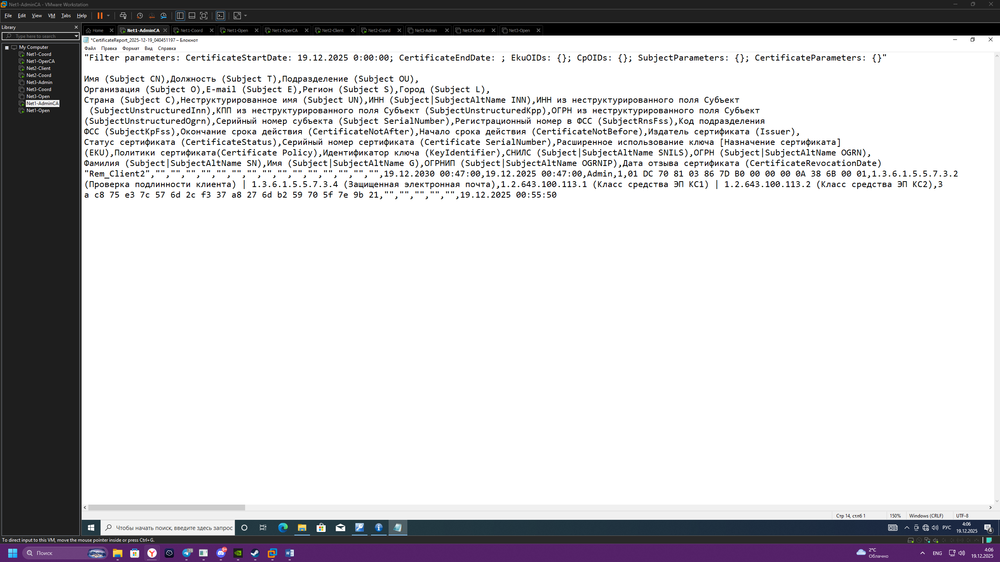 Net1-AdminCA - VMware Workstation
File Edit View VM Tabs Help
Library
Type here to search
My Computer
Net1-Coord
Net1-OperCA
Net2-Client
Net2-Coord
Net3-Admin
Net3-Coord
Net3-Open
Net1-AdminCA
Net1-Open
Home Net1-AdminCA Net1-Coord Net1-Open Net1-OperCA Net2-Client Net2-Coord Net3-Admin Net3-Coord Net3-Open
*CertificateReport_2025-12-19_040451197 – Блокнот
Файл Правка Формат Вид Справка
"Filter parameters: CertificateStartDate: 19.12.2025 0:00:00; CertificateEndDate: ; EkuOIDs: {}; CpOIDs: {}; SubjectParameters: {}; CertificateParameters: {}"
Имя (Subject CN),Должность (Subject T),Подразделение (Subject OU),
Организация (Subject O),E-mail (Subject E),Регион (Subject S),Город (Subject L),
Страна (Subject C),Неструктурированное имя (Subject UN),ИНН (Subject|SubjectAltName INN),ИНН из неструктурированного поля Субъект
(SubjectUnstructuredInn),КПП из неструктурированного поля Субъект (SubjectUnstructuredKpp),ОГРН из неструктурированного поля Субъект
(SubjectUnstructuredOgrn),Серийный номер субъекта (Subject SerialNumber),Регистрационный номер в ФСС (SubjectRnsFss),Код подразделения
ФСС (SubjectKpFss),Окончание срока действия (CertificateNotAfter),Начало срока действия (CertificateNotBefore),Издатель сертификата (Issuer),
Статус сертификата (CertificateStatus),Серийный номер сертификата (Certificate SerialNumber),Расширенное использование ключа [Назначение сертификата]
(EKU),Политики сертификата(Certificate Policy),Идентификатор ключа (KeyIdentifier),СНИЛС (Subject|SubjectAltName SNILS),ОГРН (Subject|SubjectAltName OGRN),
Фамилия (Subject|SubjectAltName SN),Имя (Subject|SubjectAltName G),ОГРНИП (Subject|SubjectAltName OGRNIP),Дата отзыва сертификата (CertificateRevocationDate)
"Rem_Client2","","","","","","","","","","","","","","","",19.12.2030 00:47:00,19.12.2025 00:47:00,Admin,1,01 DC 70 81 03 86 7D B0 00 00 00 0A 38 6B 00 01,1.3.6.1.5.5.7.3.2
(Проверка подлинности клиента) | 1.3.6.1.5.5.7.3.4 (Защищенная электронная почта),1.2.643.100.113.1 (Класс средства ЭП КС1) | 1.2.643.100.113.2 (Класс средства ЭП КС2),3
a c8 75 e3 7c 57 6d 2c f3 37 a8 27 6d b2 59 70 5f 7e 9b 21,"","","","","",19.12.2025 00:55:50
Стр 14, стлб 1 150% Windows (CRLF) UTF-8
Чтобы начать поиск, введите здесь запрос
РУС
4:06
19.12.2025
4
To direct input to this VM, move the mouse pointer inside or press Ctrl+G.
Поиск
75
9+
2°C
Облачно
ENG
4:06
19.12.2025